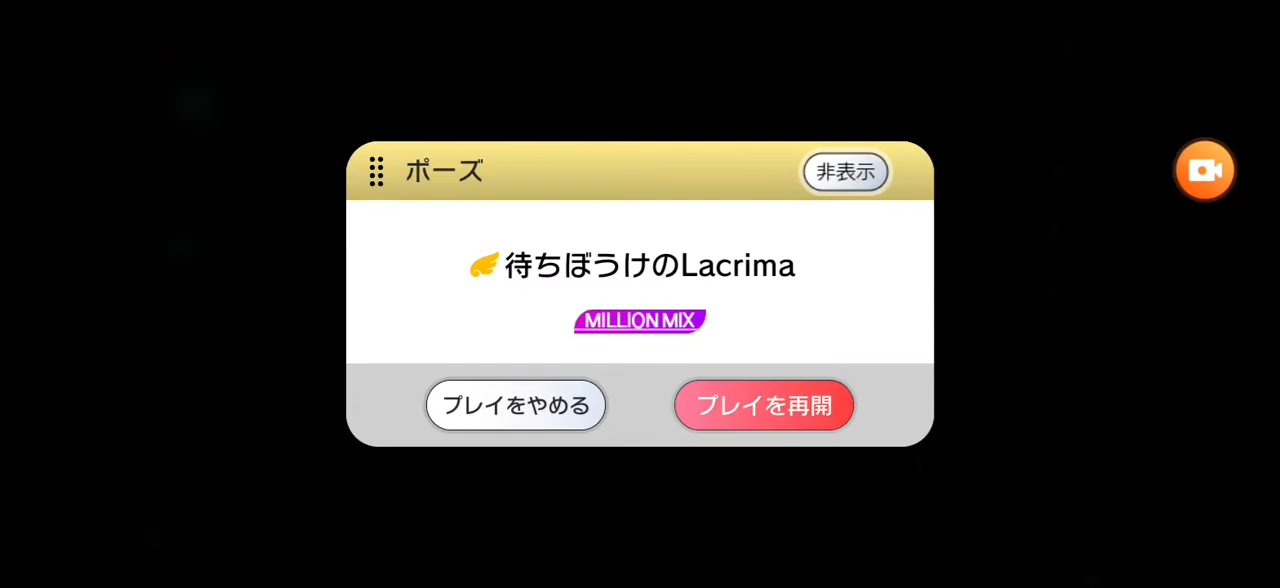 ポーズ
非表示
待ちぼうけのLacrima
MILLION MIX
プレイをやめる
プレイを再開